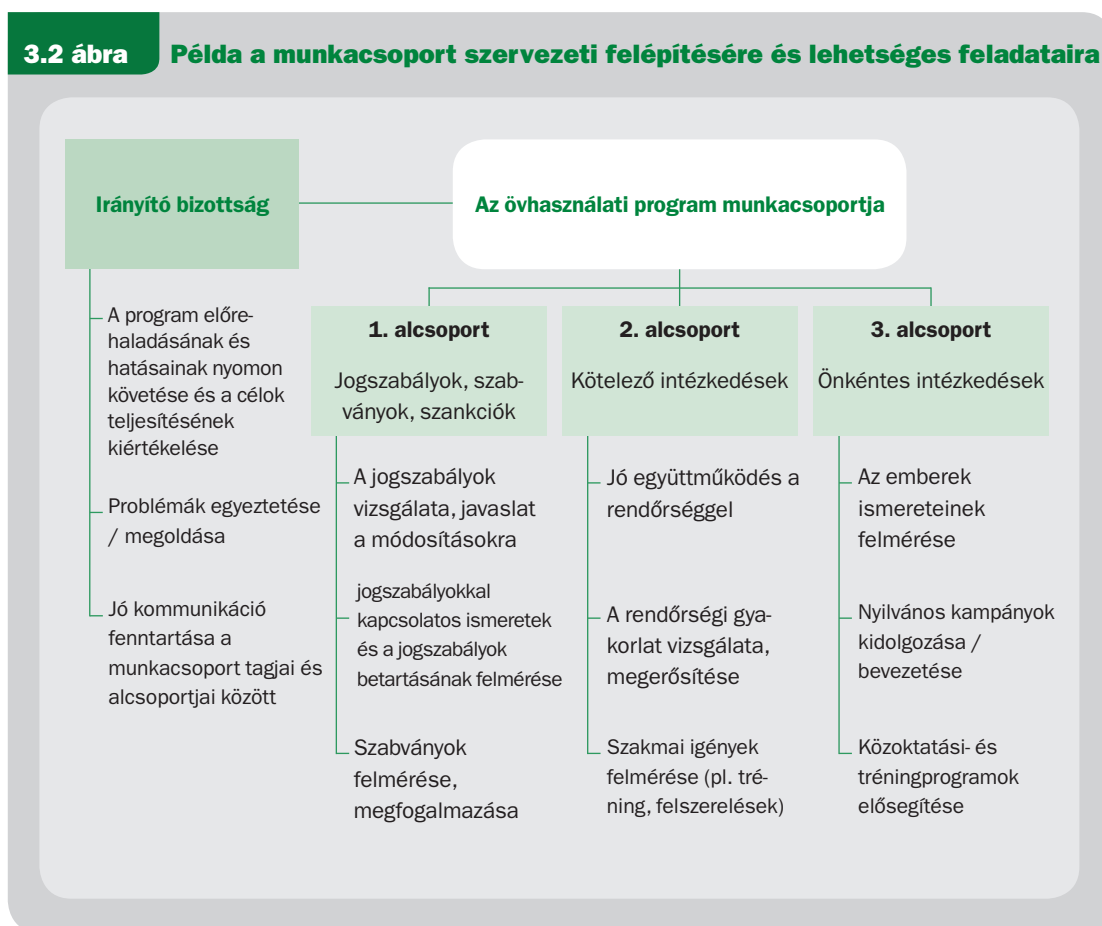 3.2 ábra
Példa a munkacsoport szervezeti felépítésére és lehetséges feladataira
Irányító bizottság
Az övhasználati program munkacsoportja
A program előre-
haladásának és
hatásainak nyomon
követése és a célok
teljesítésének
kiértékelése
Problémák egyeztetése
/ megoldása
Jó kommunikáció
fenntartása a
munkacsoport tagjai és
alcsoportjai között
1. alcsoport
Jogszabályok, szab-
ványok, szankciók
A jogszabályok
vizsgálata, javaslat
a módosításokra
jogszabályokkal
kapcsolatos ismeretek
és a jogszabályok
betartásának felmérése
Szabványok
felmérése,
megfogalmazása
2. alcsoport
Kötelező intézkedések
Jó együttműködés a
rendőrséggel
A rendőrségi gya-
korlat vizsgálata,
megerősítése
Szakmai igények
felmérése (pl. tré-
ning, felszerelések)
3. alcsoport
Önkéntes intézkedések
Az emberek
ismereteinek
felmérése
Nyilvános kampányok
kidolgozása /
bevezetése
Közoktatási- és
tréningprogramok
elősegítése